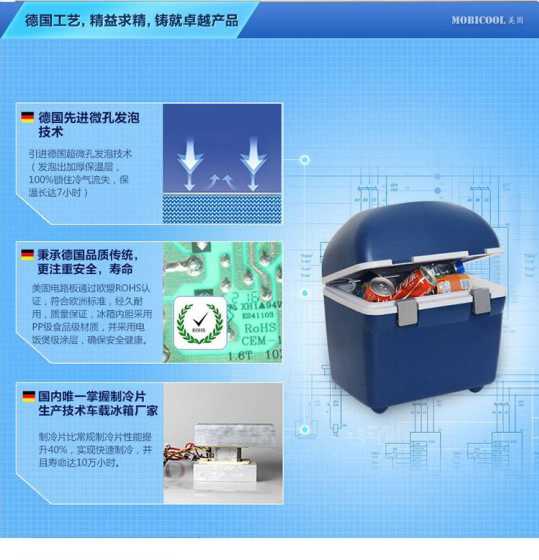 德国工艺，精益求精，铸就卓越产品
MOBICOOL 美固
德国先进微孔发泡
技术
引进德国超微孔发泡技术
（发泡出加厚保温层，
100%锁住冷气流失，保
温长达7小时）
秉承德国品质传统，
更注重安全，寿命
美固电路板通过欧盟ROHS认
证，符合欧洲标准，经久耐
用，质量保证，冰箱内胆采用
PP级食品级材质，并采用电
饭煲级涂层，确保安全健康。
XH1A94V
E241103
RoHS
CEM-1
1.6T
ROHS
国内唯一掌握制冷片
生产技术车载冰箱厂家
制冷片比常规制冷片性能提
升40%，实现快速制冷，并
且寿命达10万小时。